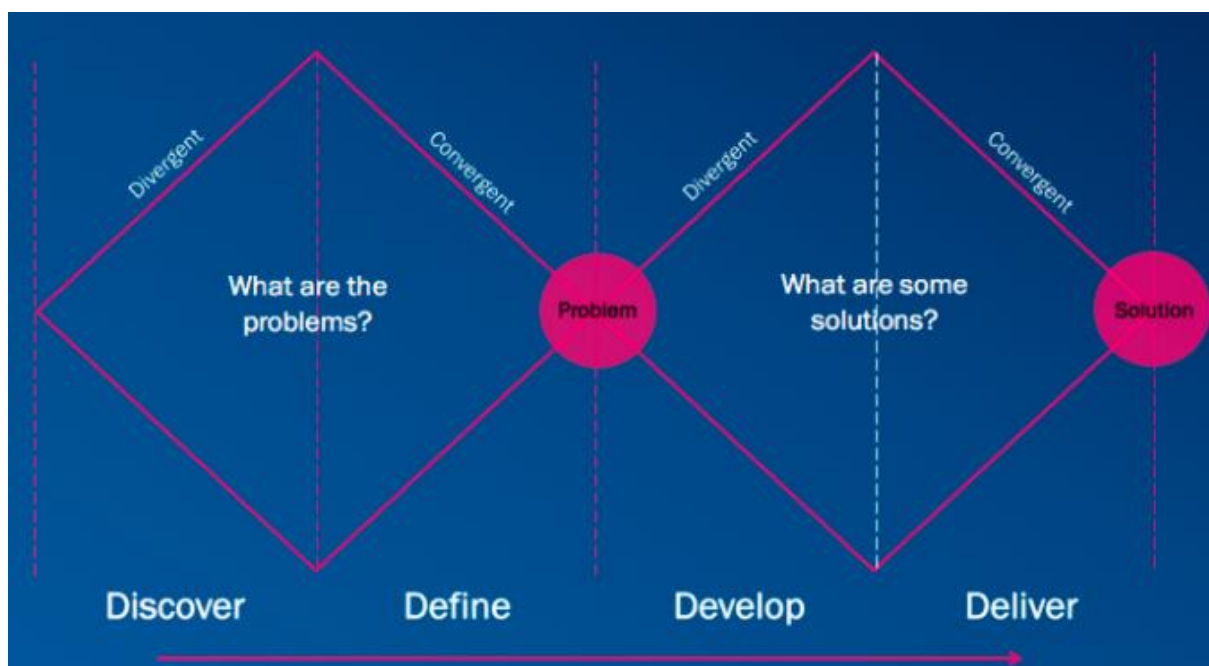 Divergent
Convergent
Divergent
Convergent
What are the
problems?
Problem
What are some
solutions?
Solution
Discover
Define
Develop
Deliver